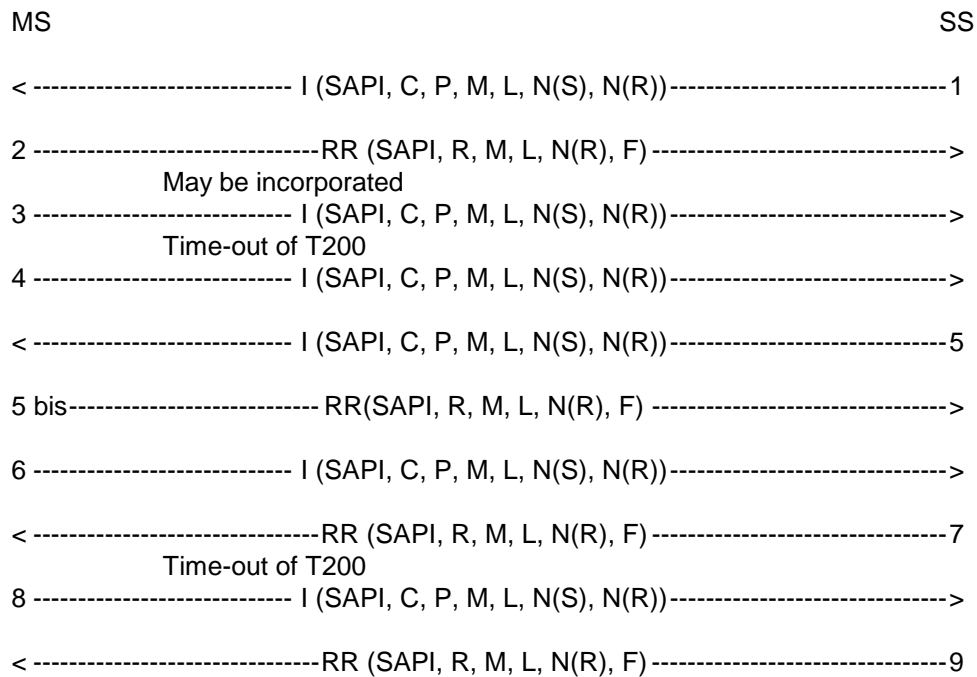 MS SS
< ----------------------------- I (SAPI, C, P, M, L, N(S), N(R))-------------------------------1
2 --------------------------------RR (SAPI, R, M, L, N(R), F) --------------------------------->
May be incorporated
3 ----------------------------- I (SAPI, C, P, M, L, N(S), N(R))------------------------------->
Time-out of T200
4 ----------------------------- I (SAPI, C, P, M, L, N(S), N(R))------------------------------->
< ----------------------------- I (SAPI, C, P, M, L, N(S), N(R))-------------------------------5
5 bis---------------------------- RR(SAPI, R, M, L, N(R), F) --------------------------------->
6 ----------------------------- I (SAPI, C, P, M, L, N(S), N(R))------------------------------->
< --------------------------------RR (SAPI, R, M, L, N(R), F) ---------------------------------7
Time-out of T200
8 ----------------------------- I (SAPI, C, P, M, L, N(S), N(R))------------------------------->
< --------------------------------RR (SAPI, R, M, L, N(R), F) ---------------------------------9